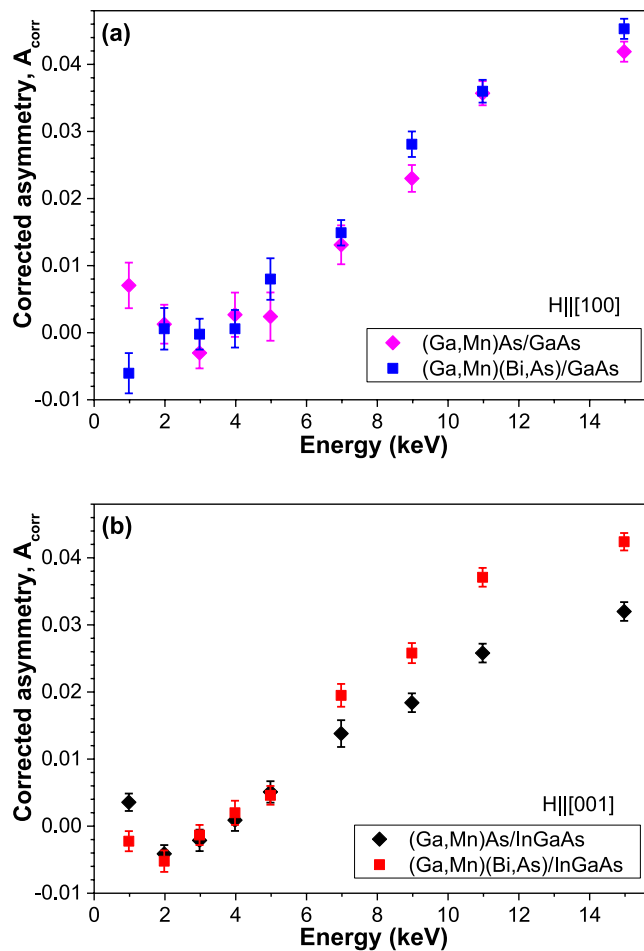 (a)
Corrected asymmetry, A_corr
0.04
0.03
0.02
0.01
0.00
-0.01
H||[100]
(Ga,Mn)As/GaAs
(Ga,Mn)(Bi,As)/GaAs
0 2 4 6 8 10 12 14
Energy (keV)
(b)
Corrected asymmetry, A_corr
0.04
0.03
0.02
0.01
0.00
-0.01
H||[001]
(Ga,Mn)As/InGaAs
(Ga,Mn)(Bi,As)/InGaAs
0 2 4 6 8 10 12 14
Energy (keV)